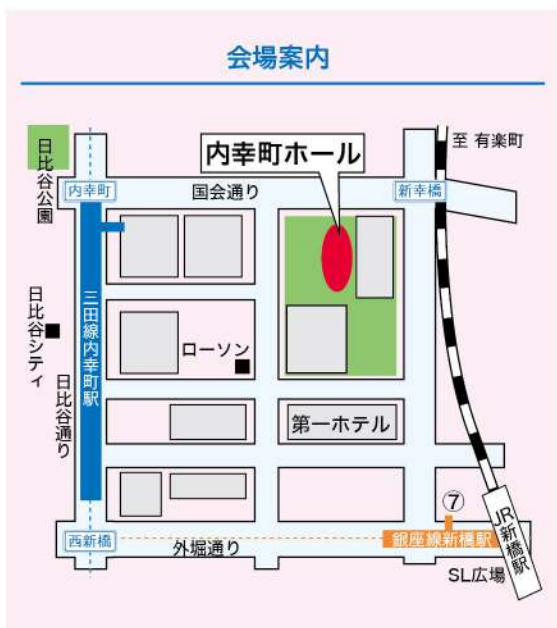 会場案内
至 有楽町
日比谷公園
内幸町ホール
内幸町
国会通り
新幸橋
三田線内幸町駅
日比谷シティ
ローソン
日比谷通り
第一ホテル
⑦
JR新橋駅
西新橋
外堀通り
銀座線新橋駅
SL広場